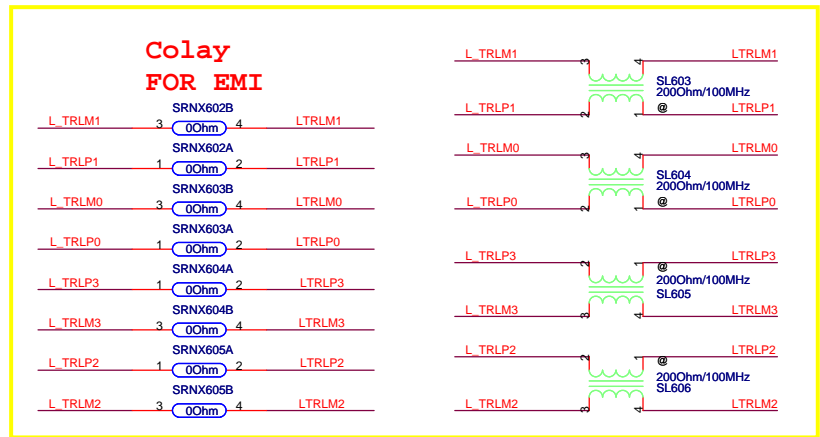 Colay
FOR EMI
SRNX602B
L_TRLM1 3 0Ohm 4 LTRLM1
SRNX602A
L_TRLP1 1 0Ohm 2 LTRLP1
SRNX603B
L_TRLM0 3 0Ohm 4 LTRLM0
SRNX603A
L_TRLP0 1 0Ohm 2 LTRLP0
SRNX604A
L_TRLP3 1 0Ohm 2 LTRLP3
SRNX604B
L_TRLM3 3 0Ohm 4 LTRLM3
SRNX605A
L_TRLP2 1 0Ohm 2 LTRLP2
SRNX605B
L_TRLM2 3 0Ohm 4 LTRLM2
L_TRLM1 3 4 LTRLM1
SL603
200Ohm/100MHz
L_TRLP1 2 1 @ LTRLP1
L_TRLM0 3 4 LTRLM0
SL604
200Ohm/100MHz
L_TRLP0 2 1 @ LTRLP0
L_TRLP3 2 1 LTRLP3
@
200Ohm/100MHz
SL605
L_TRLM3 3 4 LTRLM3
L_TRLP2 2 1 LTRLP2
@
200Ohm/100MHz
SL606
L_TRLM2 3 4 LTRLM2